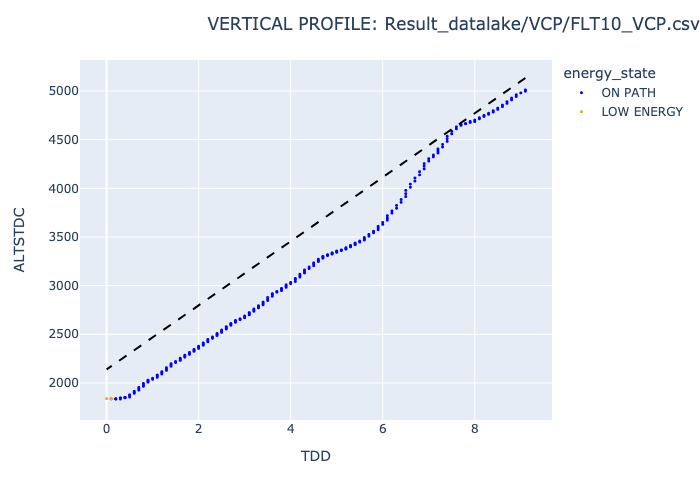 VERTICAL PROFILE: Result_datalake/VCP/FLT10_VCP.csv
energy_state
ON PATH
LOW ENERGY
5000
4500
4000
3500
3000
2500
2000
ALTSTDC
0 2 4 6 8
TDD